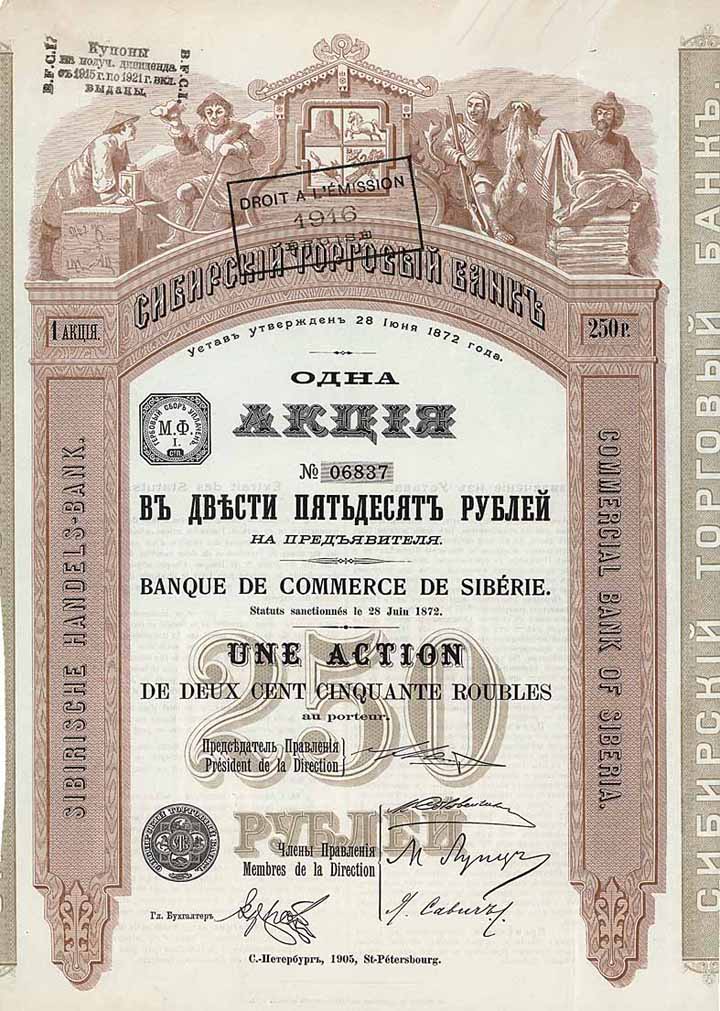 Купоны
на получ. дивиденда
съ 1915 г. по 1921 г. вкл.
выданы.
B.F.C.I.
B.F.C.I.
DROIT A L'ÉMISSION
1916
СИБИРСКІЙ ТОРГОВЫЙ БАНКЪ
1 АКЦІЯ.
250 Р.
Уставъ утвержденъ 28 Іюня 1872 года.
ОДНА
АКЦІЯ
ГЕРБОВЫЙ СБОРЪ УПЛАЧЕНЪ.
М.Ф.
I.
СТП.
№ 06837
ВЪ ДВѢСТИ ПЯТЬДЕСЯТЪ РУБЛЕЙ
НА ПРЕДЪЯВИТЕЛЯ.
BANQUE DE COMMERCE DE SIBÉRIE.
Statuts sanctionnés le 28 Juin 1872.
250
UNE ACTION
DE DEUX CENT CINQUANTE ROUBLES
au porteur.
Предсѣдатель Правленія
Président de la Direction
РУБЛЕЙ
Члены Правленія
Membres de la Direction
Гл. Бухгалтеръ
С.-Петербургъ, 1905, St-Pétersbourg.
SIBIRISCHE HANDELS-BANK.
COMMERCIAL BANK OF SIBERIA.
СИБИРСКІЙ ТОРГОВЫЙ БАНКЪ.